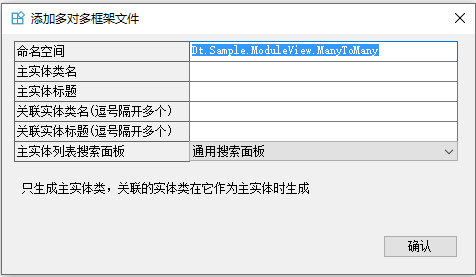 添加多对多框架文件
命名空间 Dt.Sample.ModuleView.ManyToMany
主实体类名
主实体标题
关联实体类名(逗号隔开多个)
关联实体标题(逗号隔开多个)
主实体列表搜索面板 通用搜索面板
只生成主实体类，关联的实体类在它作为主实体时生成
确认